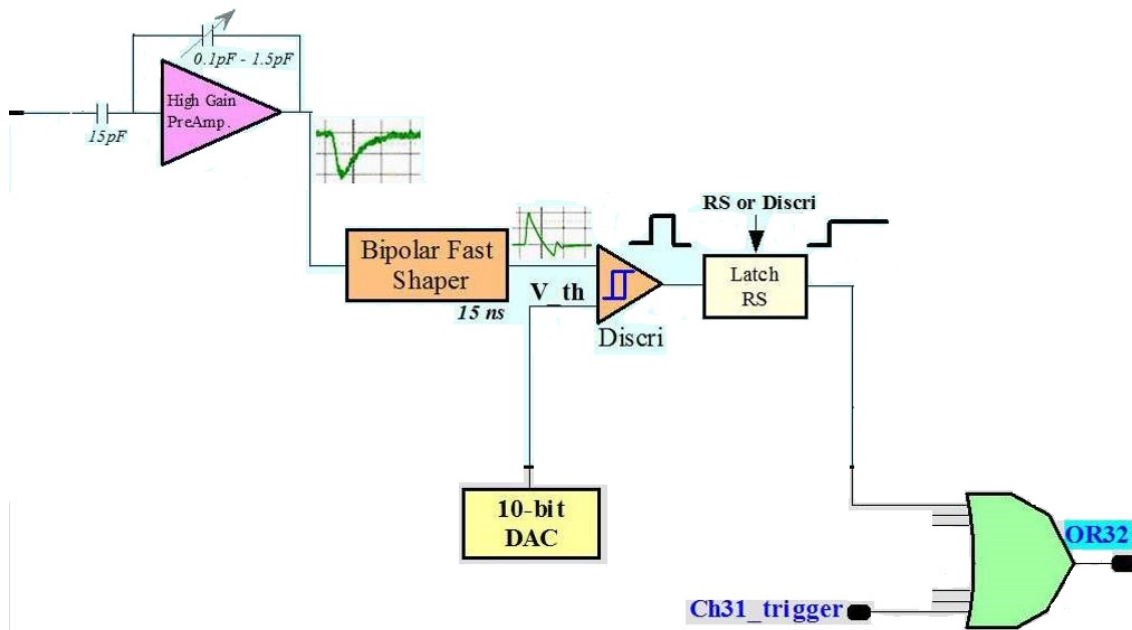 0.1pF - 1.5pF
High Gain
PreAmp.
15pF
RS or Discri
Bipolar Fast
Shaper
15 ns
V_th
Discri
Latch
RS
10-bit
DAC
OR32
Ch31_trigger